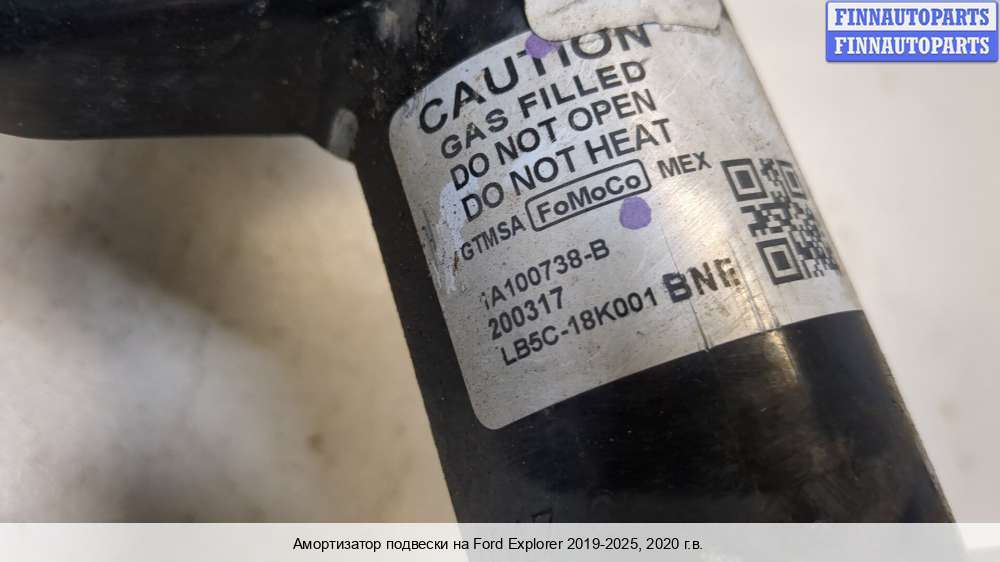 FINNAUTOPARTS
FINNAUTOPARTS
CAUTION
GAS FILLED
DO NOT OPEN
DO NOT HEAT
GTMSA FoMoCo MEX
1A100738-B
200317
LB5C-18K001 BNE
Амортизатор подвески на Ford Explorer 2019-2025, 2020 г.в.